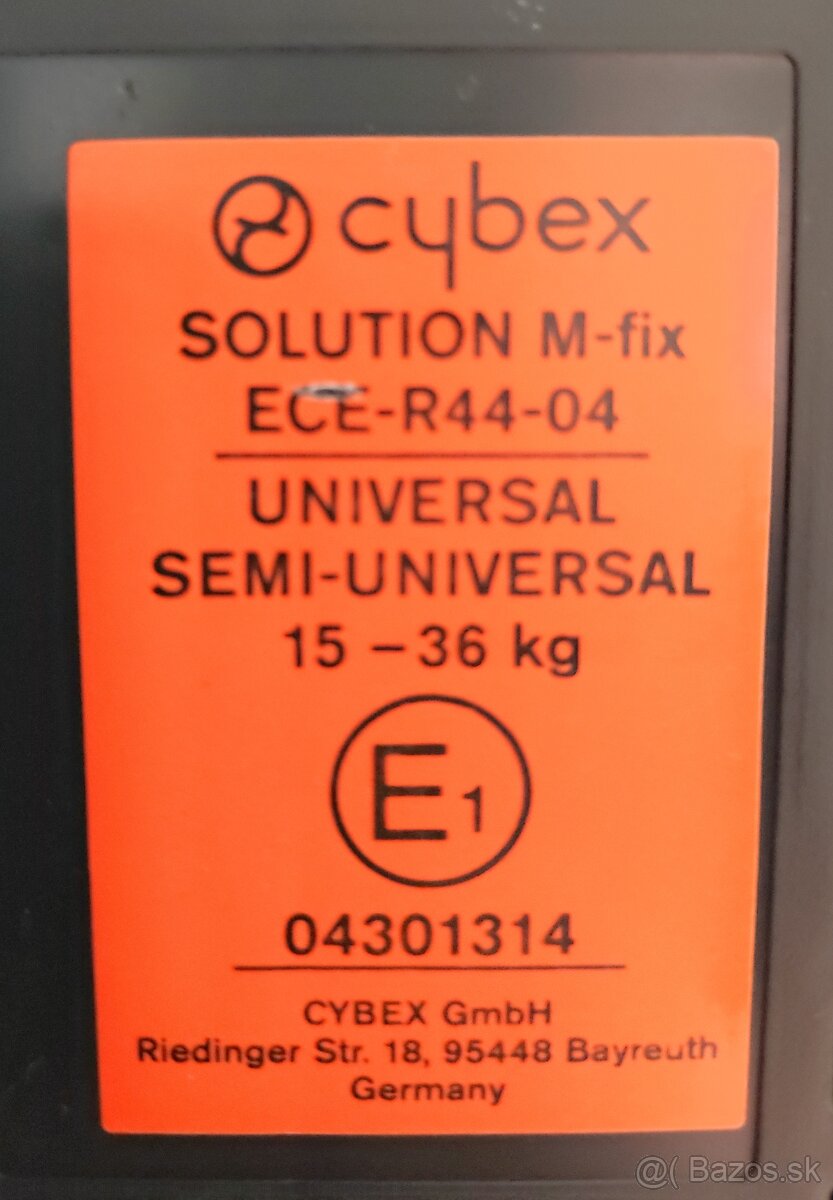 cybex
SOLUTION M-fix
ECE-R44-04
UNIVERSAL
SEMI-UNIVERSAL
15 – 36 kg
E1
04301314
CYBEX GmbH
Riedinger Str. 18, 95448 Bayreuth
Germany
@( Bazos.sk